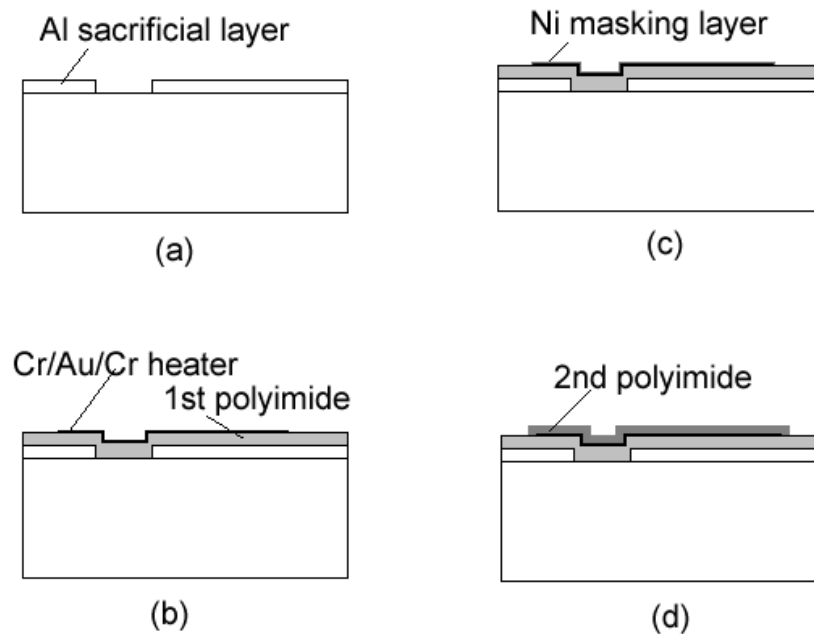 Al sacrificial layer
(a)
Ni masking layer
(c)
Cr/Au/Cr heater
1st polyimide
(b)
2nd polyimide
(d)